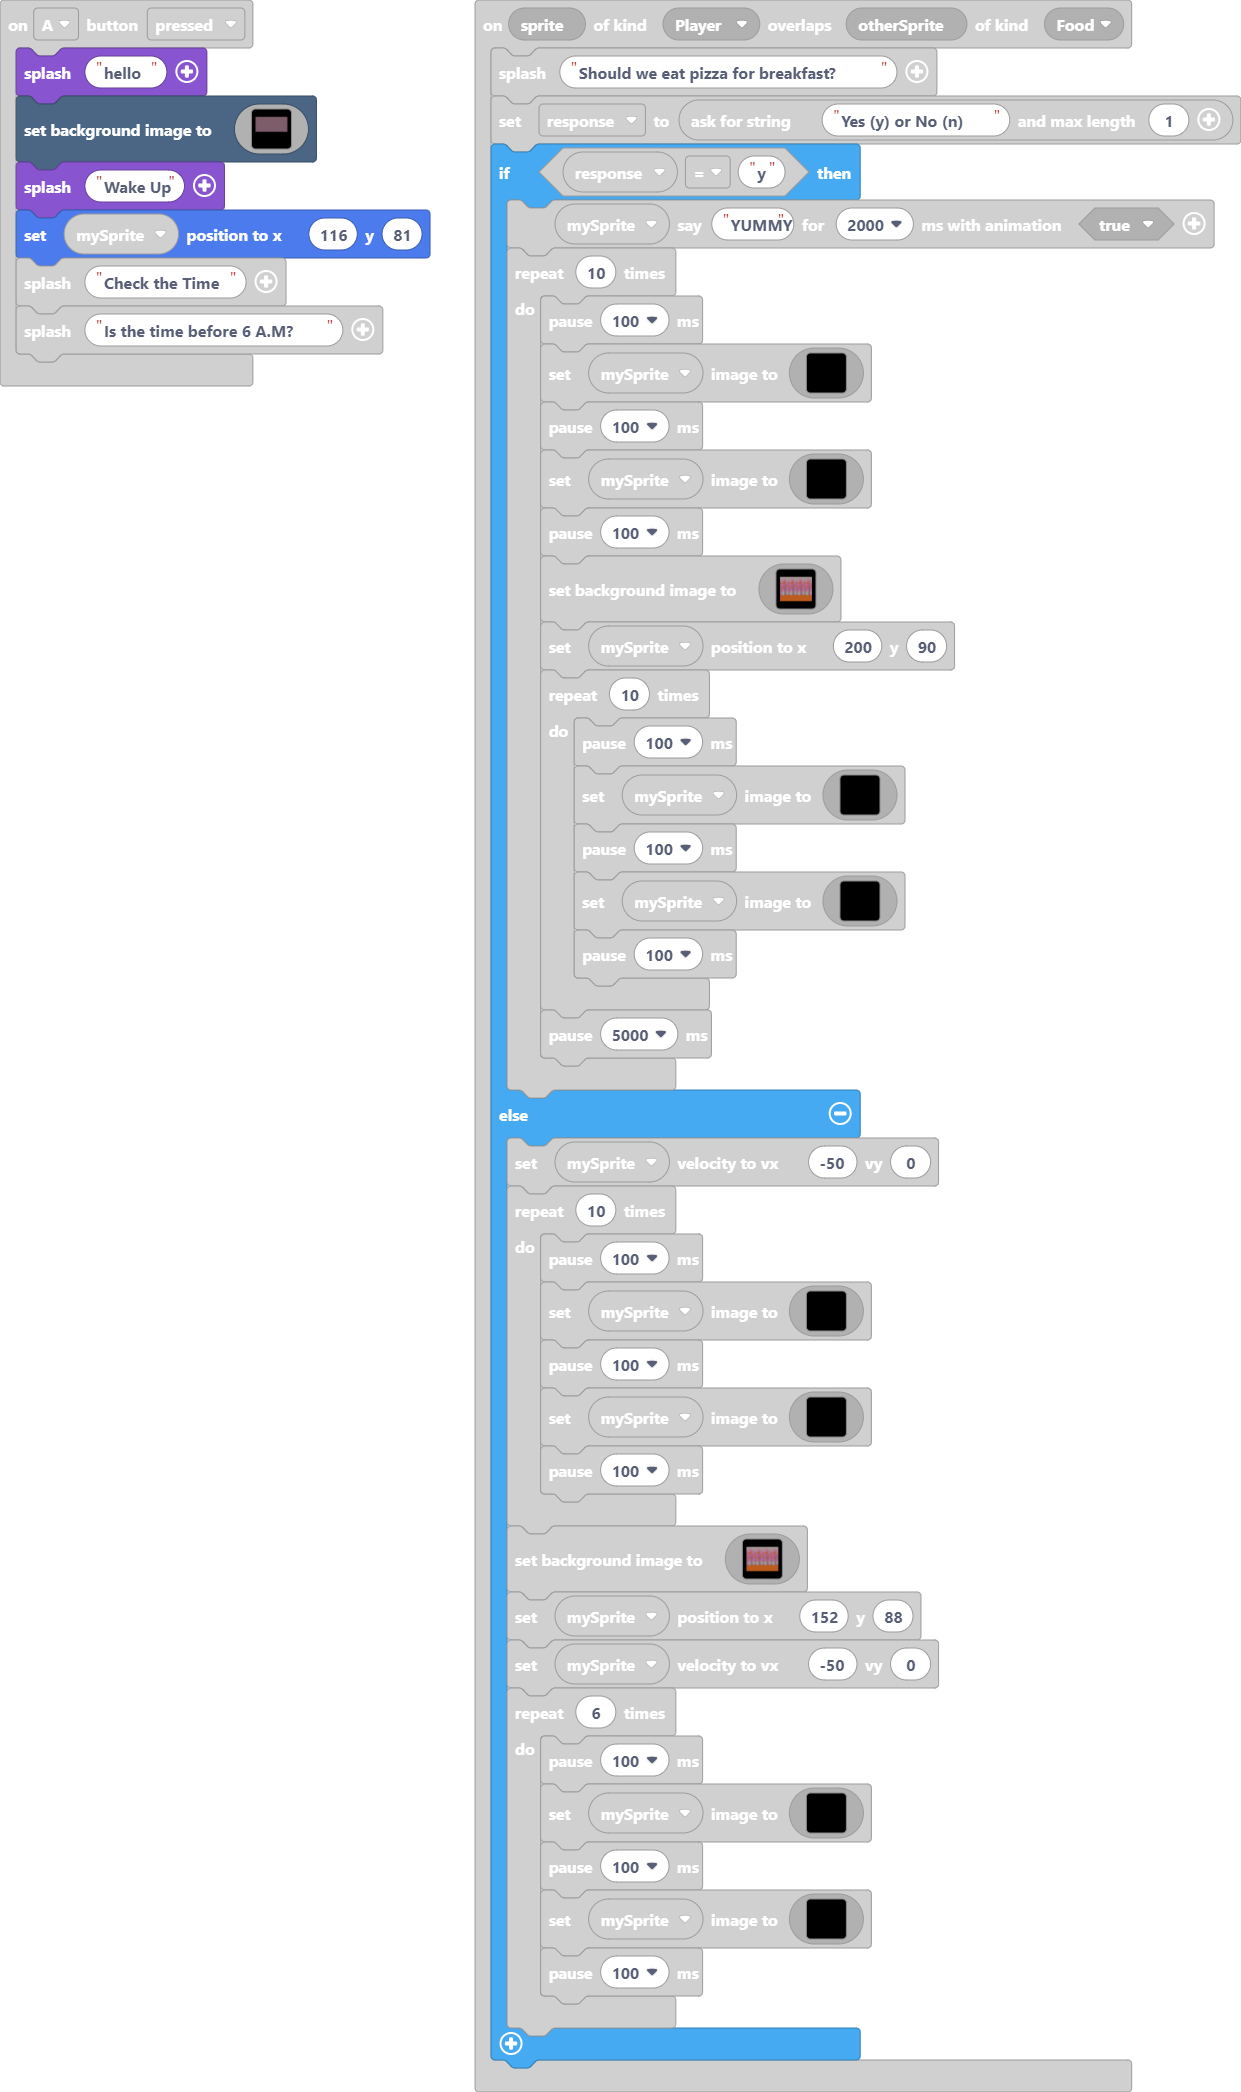 on A button pressed
splash "hello "
set background image to
splash "Wake Up"
set mySprite position to x 116 y 81
splash "Check the Time "
splash "Is the time before 6 A.M? "
on sprite of kind Player overlaps otherSprite of kind Food
splash "Should we eat pizza for breakfast? "
set response to ask for string "Yes (y) or No (n) " and max length 1
if response = "y" then
mySprite say "YUMMY" for 2000 ms with animation true
repeat 10 times
do pause 100 ms
set mySprite image to
pause 100 ms
set mySprite image to
pause 100 ms
set background image to
set mySprite position to x 200 y 90
repeat 10 times
do pause 100 ms
set mySprite image to
pause 100 ms
set mySprite image to
pause 100 ms
pause 5000 ms
else
set mySprite velocity to vx -50 vy 0
repeat 10 times
do pause 100 ms
set mySprite image to
pause 100 ms
set mySprite image to
pause 100 ms
set background image to
set mySprite position to x 152 y 88
set mySprite velocity to vx -50 vy 0
repeat 6 times
do pause 100 ms
set mySprite image to
pause 100 ms
set mySprite image to
pause 100 ms